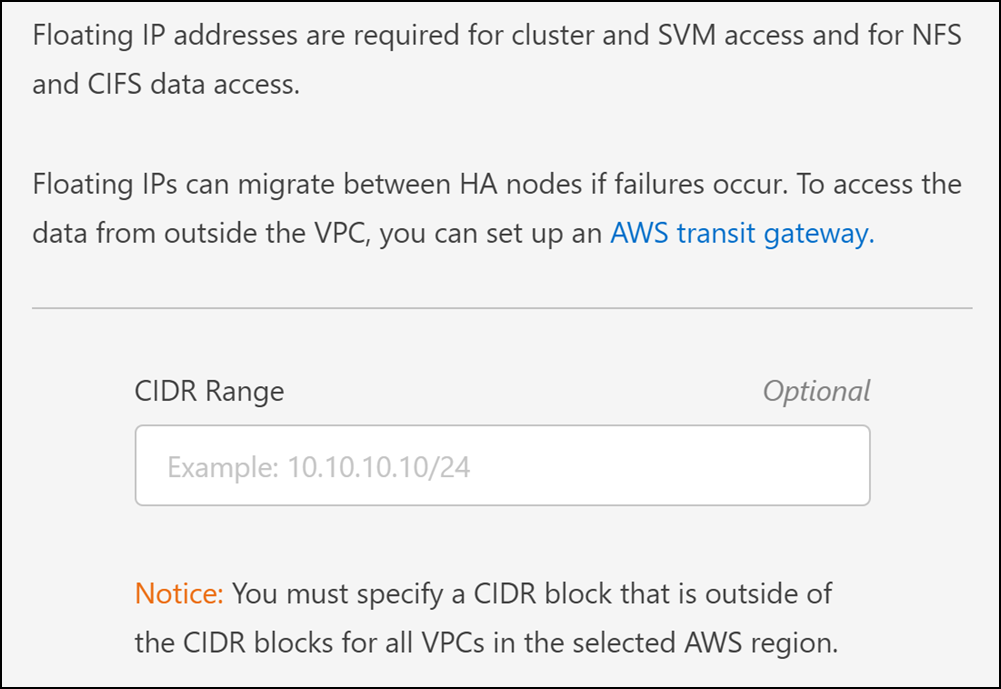 Floating IP addresses are required for cluster and SVM access and for NFS
and CIFS data access.
Floating IPs can migrate between HA nodes if failures occur. To access the
data from outside the VPC, you can set up an AWS transit gateway.
CIDR Range
Optional
Example: 10.10.10.10/24
Notice: You must specify a CIDR block that is outside of
the CIDR blocks for all VPCs in the selected AWS region.